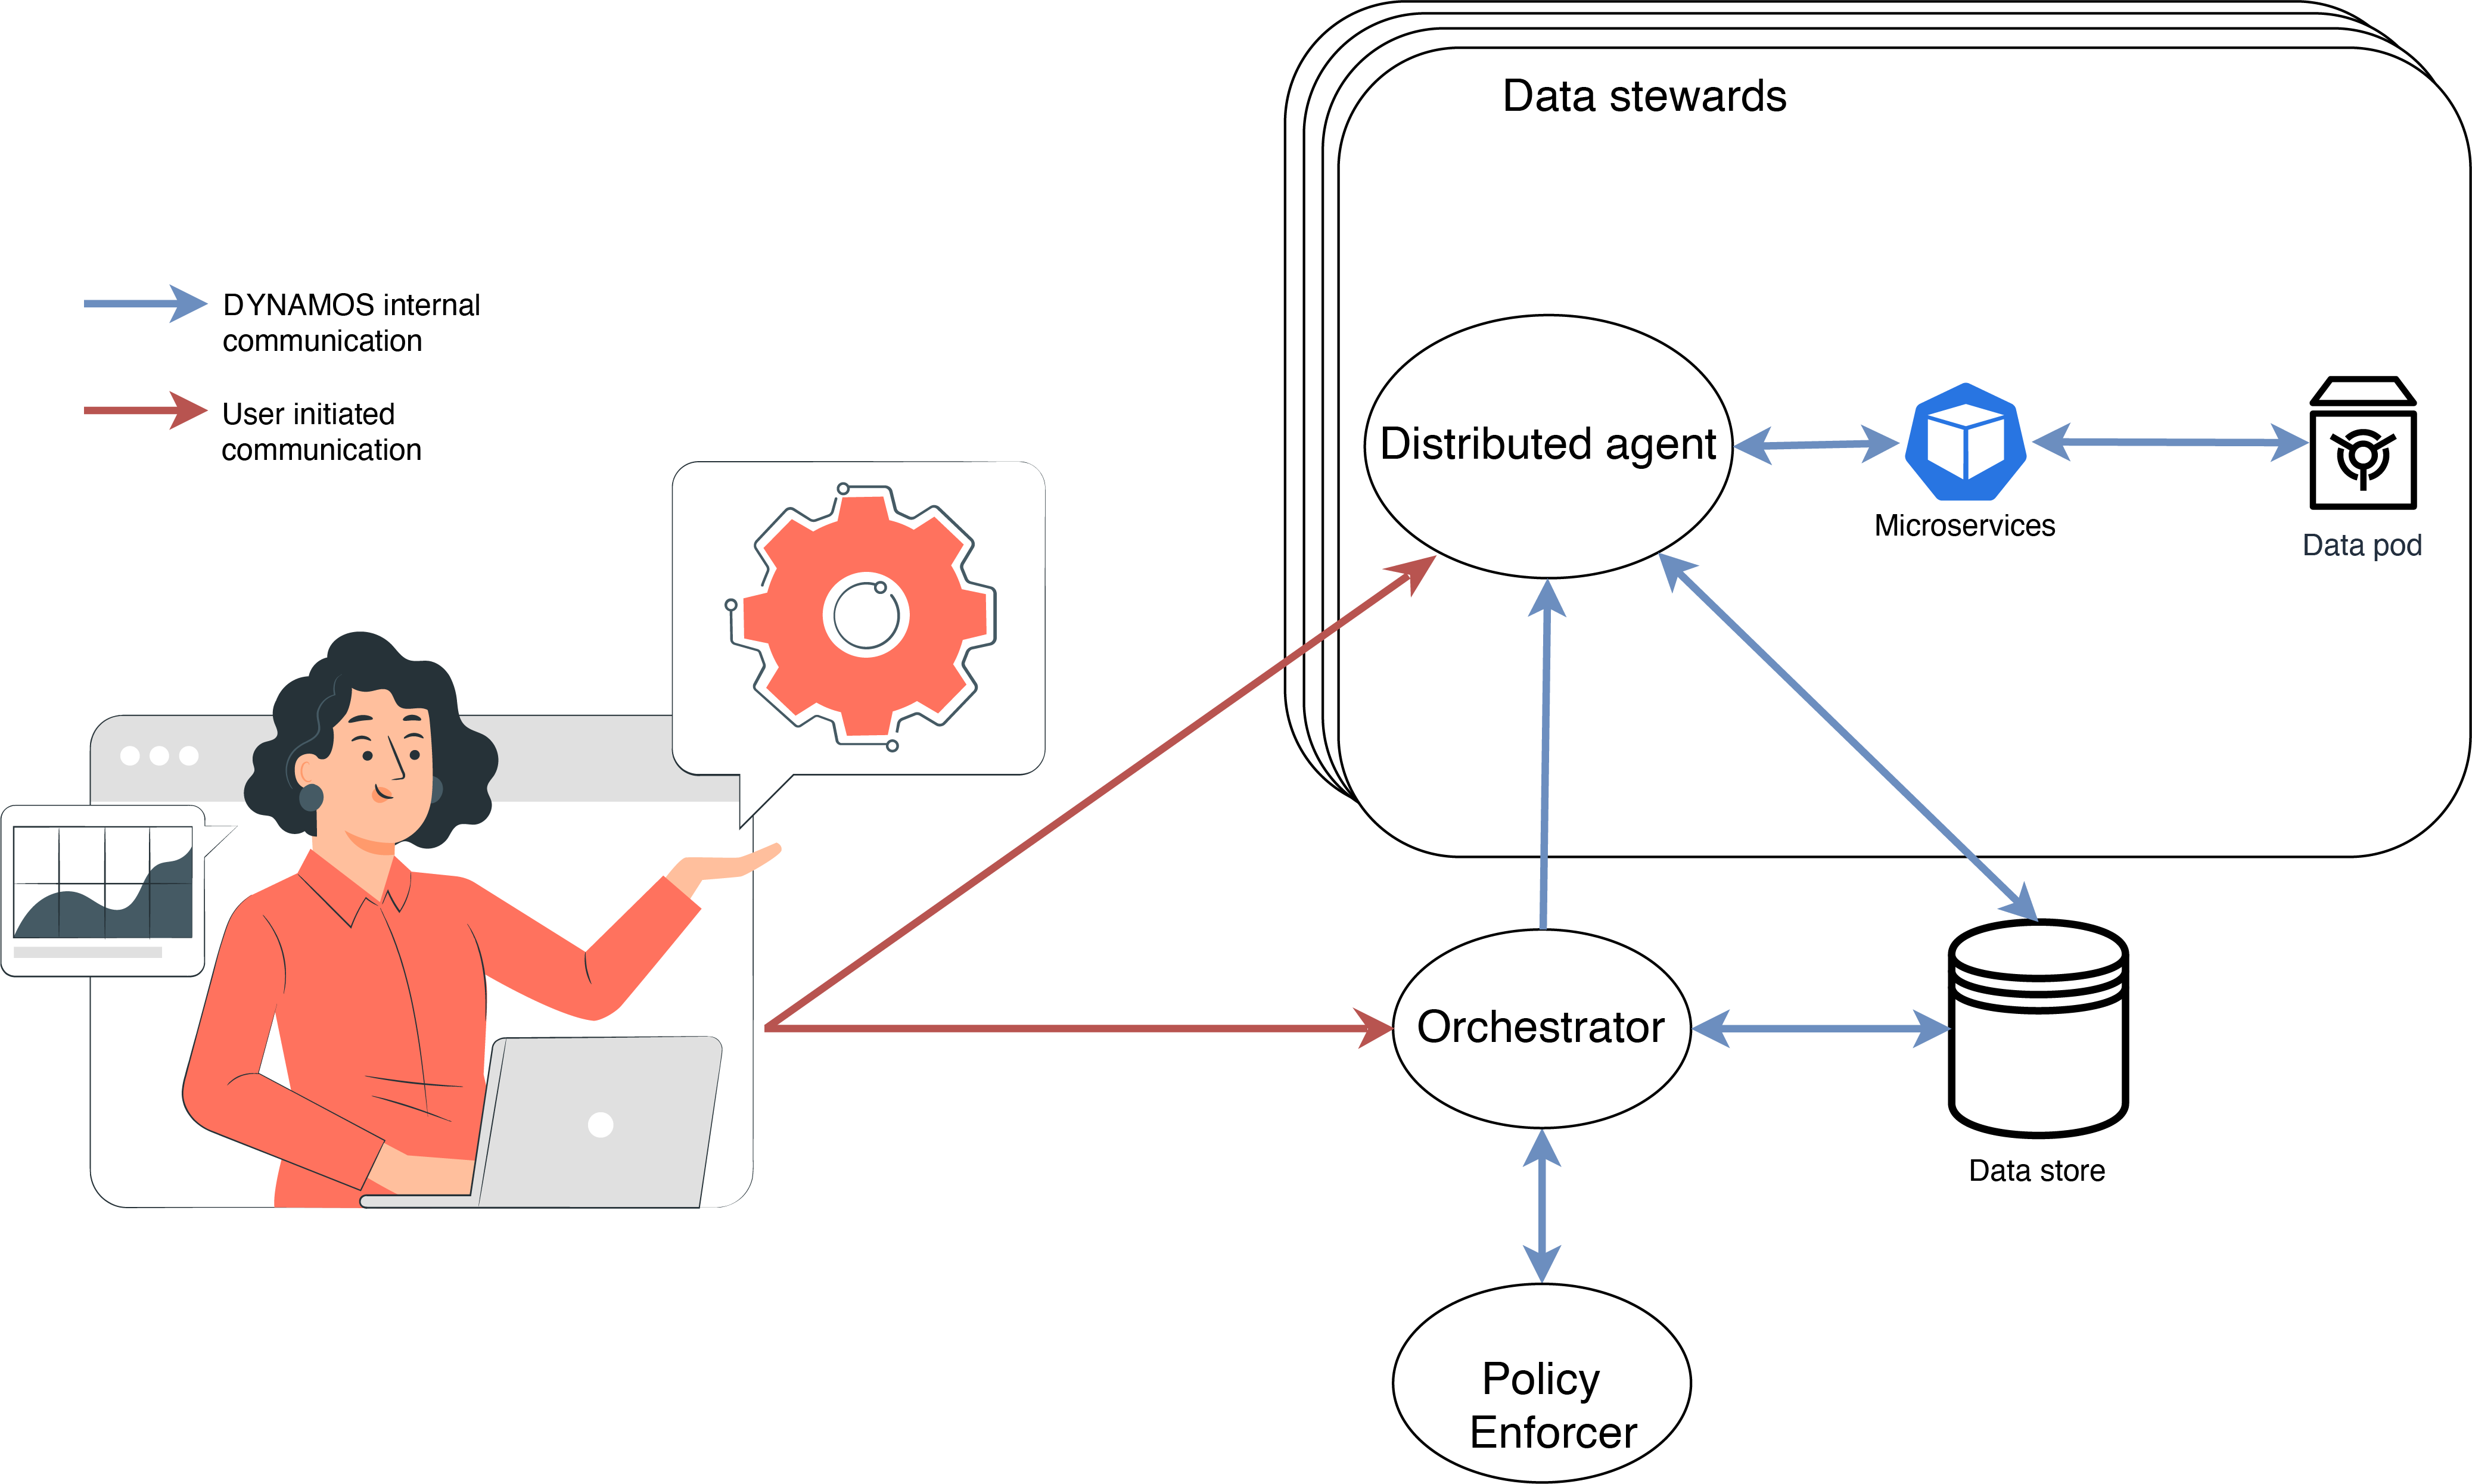 Data stewards
DYNAMOS internal
communication
User initiated
communication
Distributed agent
Microservices
Data pod
Orchestrator
Data store
Policy
Enforcer